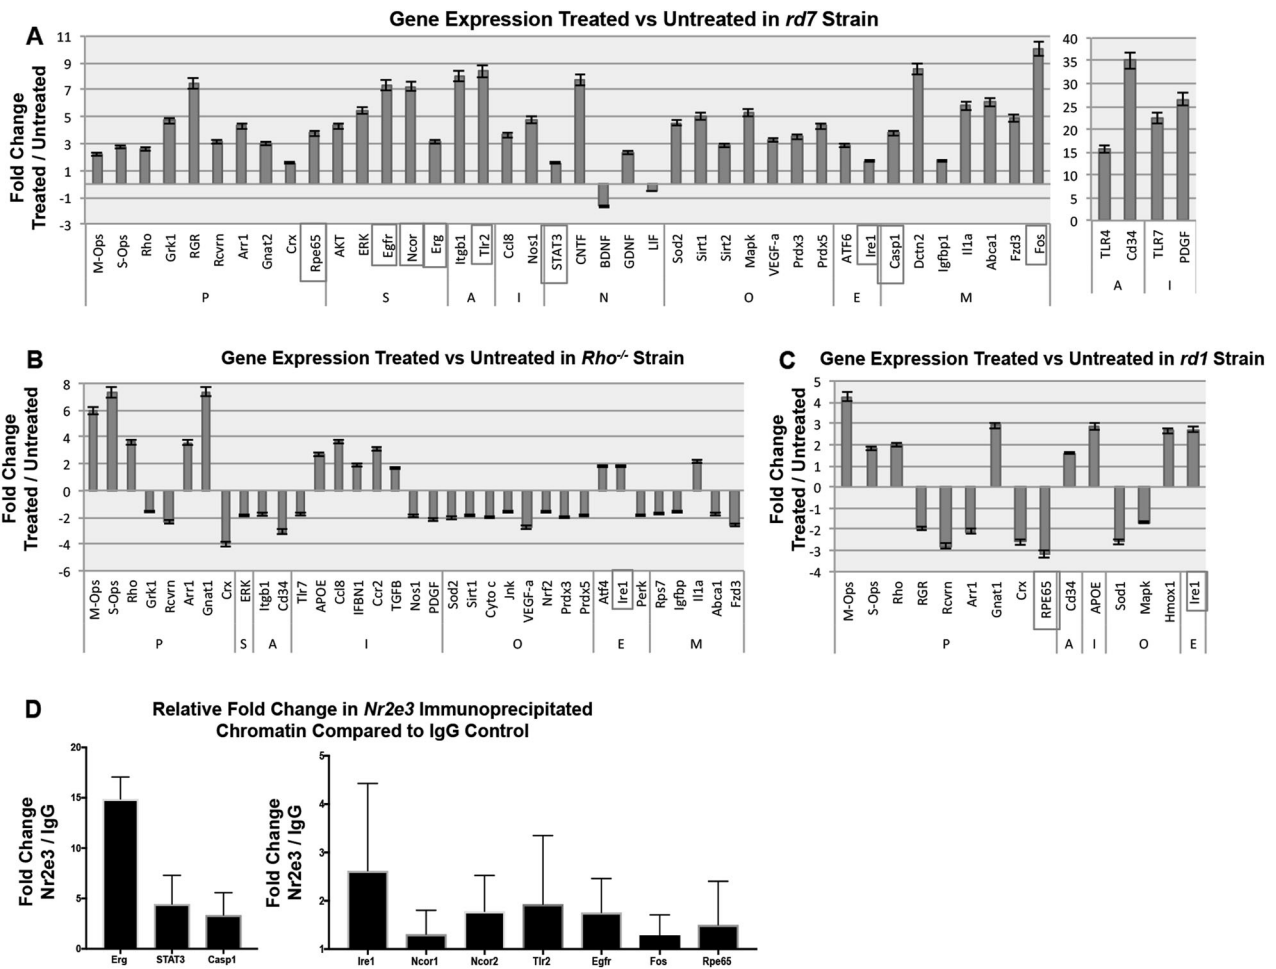 A
Gene Expression Treated vs Untreated in rd7 Strain
Fold Change
Treated / Untreated
11
9
7
5
3
1
-1
-3
M-Ops S-Ops Rho Grk1 RGR Rcvrn Arr1 Gnat2 Crx Rpe65 AKT ERK Egfr Ncor Erg Itgb1 Tlr2 Ccl8 Nos1 STAT3 CNTF BDNF GDNF LIF Sod2 Sirt1 Sirt2 Mapk VEGF-a Prdx3 Prdx5 ATF6 Ire1 Casp1 Dctn2 Igfbp1 Il1a Abca1 Fzd3 Fos
P S A I N O E M
40
35
30
25
20
15
10
5
0
TLR4 Cd34 TLR7 PDGF
A I
B
Gene Expression Treated vs Untreated in Rho-/- Strain
Fold Change
Treated / Untreated
8
6
4
2
0
-2
-4
-6
M-Ops S-Ops Rho Grk1 Rcvrn Arr1 Gnat1 Crx ERK Itgb1 Cd34 Tlr7 APOE Ccl8 IFBN1 Ccr2 TGFB Nos1 PDGF Sod2 Sirt1 Cyto c Jnk VEGF-a Nrf2 Prdx3 Prdx5 Atf4 Ire1 Perk Rps7 Igfbp Il1a Abca1 Fzd3
P S A I O E M
C
Gene Expression Treated vs Untreated in rd1 Strain
Fold Change
Treated / Untreated
5
4
3
2
1
0
-1
-2
-3
-4
M-Ops S-Ops Rho RGR Rcvrn Arr1 Gnat1 Crx RPE65 Cd34 APOE Sod1 Mapk Hmox1 Ire1
P A I O E
D
Relative Fold Change in Nr2e3 Immunoprecipitated
Chromatin Compared to IgG Control
Fold Change
Nr2e3 / IgG
20
15
10
5
0
Erg STAT3 Casp1
Fold Change
Nr2e3 / IgG
5
4
3
2
1
Ire1 Ncor1 Ncor2 Tlr2 Egfr Fos Rpe65